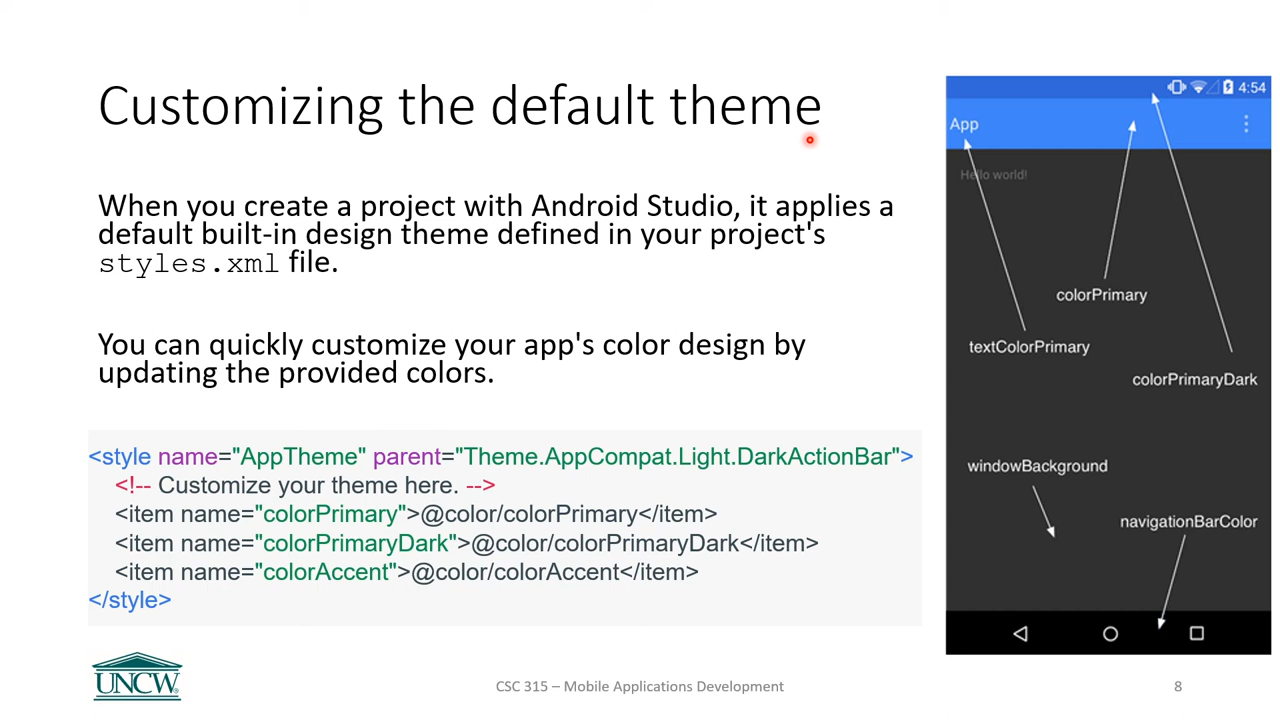 Customizing the default theme
When you create a project with Android Studio, it applies a
default built-in design theme defined in your project's
styles.xml file.
You can quickly customize your app's color design by
updating the provided colors.
<style name="AppTheme" parent="Theme.AppCompat.Light.DarkActionBar">
<!-- Customize your theme here. -->
<item name="colorPrimary">@color/colorPrimary</item>
<item name="colorPrimaryDark">@color/colorPrimaryDark</item>
<item name="colorAccent">@color/colorAccent</item>
</style>
4:54
App
Hello world!
colorPrimary
textColorPrimary
colorPrimaryDark
windowBackground
navigationBarColor
UNCW
CSC 315 – Mobile Applications Development
8